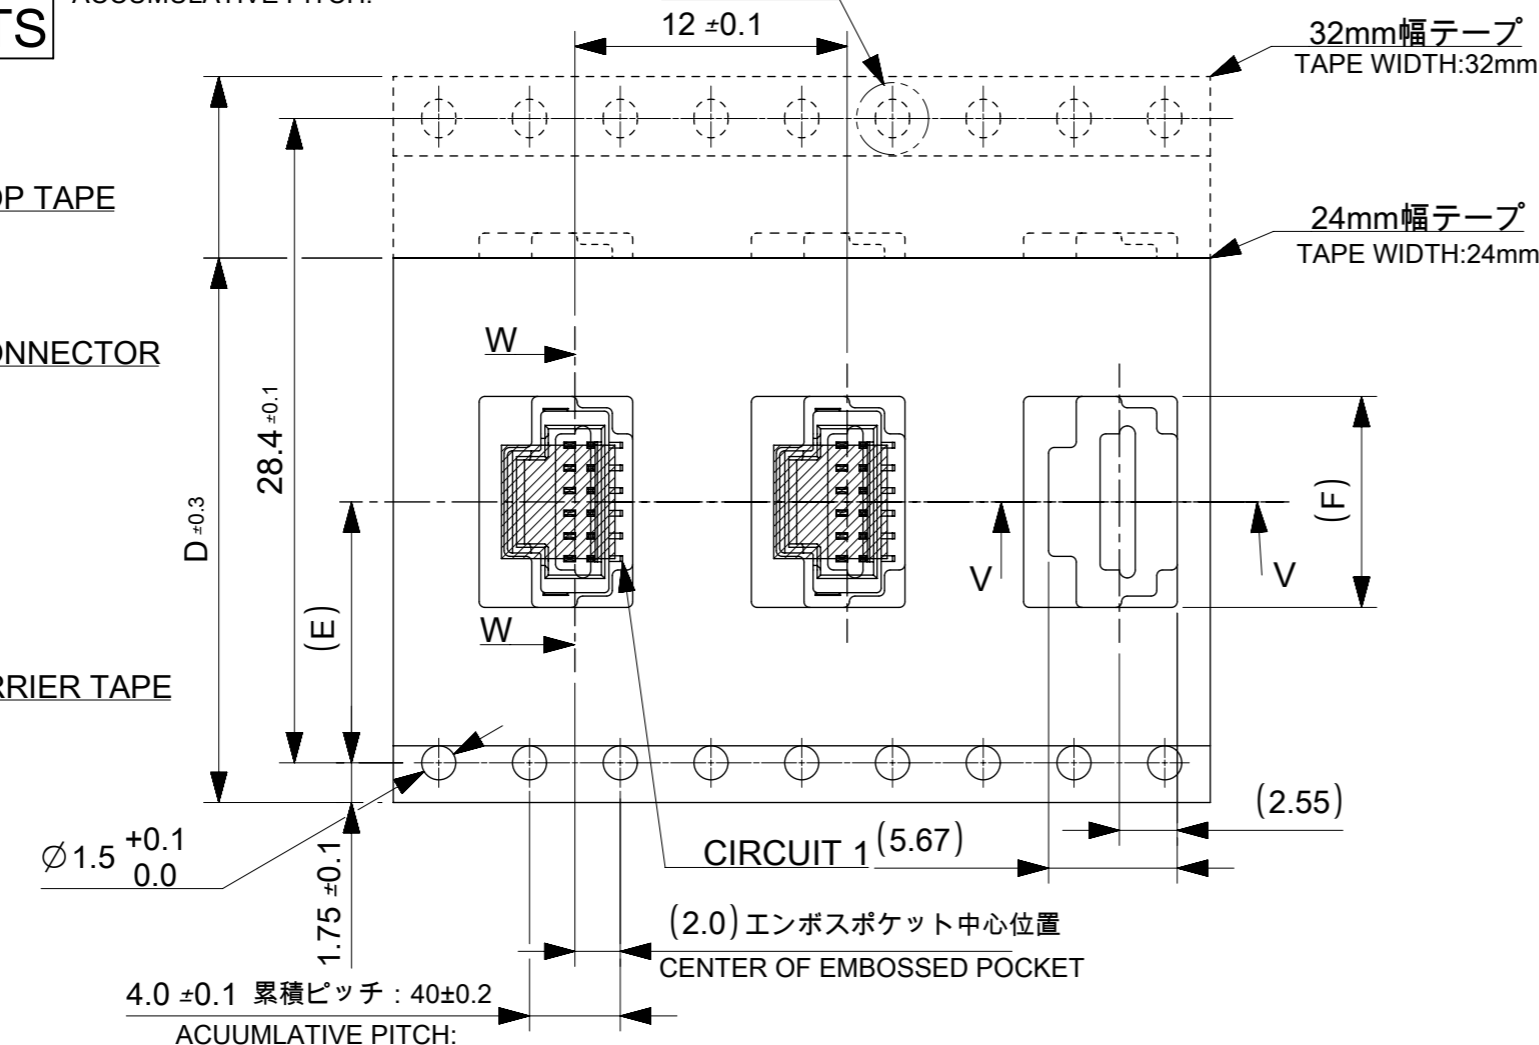 TS
12 ±0.1
32mm幅テープ
TAPE WIDTH:32mm
24mm幅テープ
TAPE WIDTH:24mm
W
28.4 ±0.1
D ±0.3
(E)
(F)
V
V
W
(2.55)
CIRCUIT 1
(5.67)
Ø1.5 +0.1
0.0
1.75 ±0.1
(2.0) エンボスポケット中心位置
CENTER OF EMBOSSED POCKET
4.0 ±0.1 累積ピッチ : 40±0.2
ACUUMLATIVE PITCH:
OP TAPE
ONNECTOR
RRIER TAPE